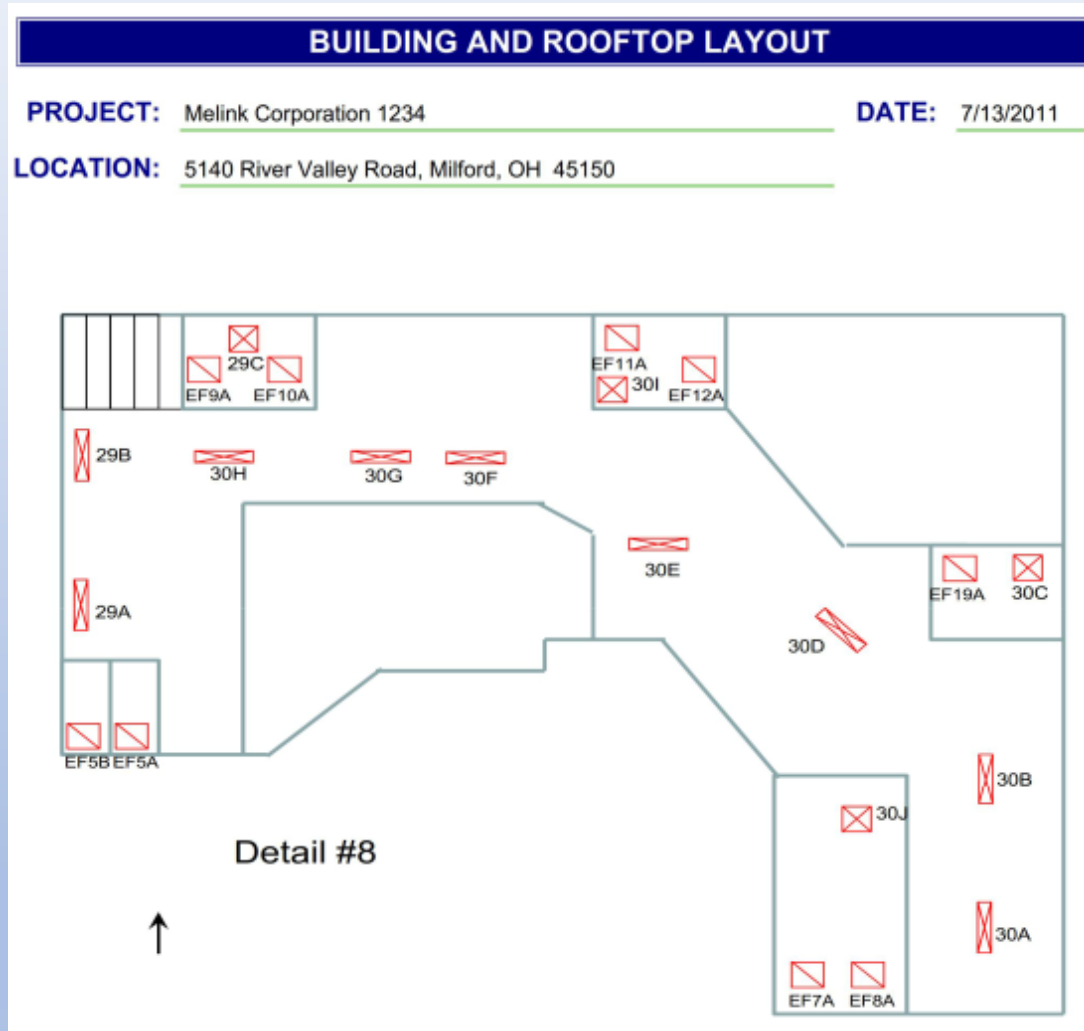 BUILDING AND ROOFTOP LAYOUT
PROJECT: Melink Corporation 1234 DATE: 7/13/2011
LOCATION: 5140 River Valley Road, Milford, OH 45150
29C
EF9A EF10A
EF11A
30I EF12A
29B
30H 30G 30F
30E
EF19A 30C
29A
30D
EF5B EF5A
30B
30J
Detail #8
30A
EF7A EF8A